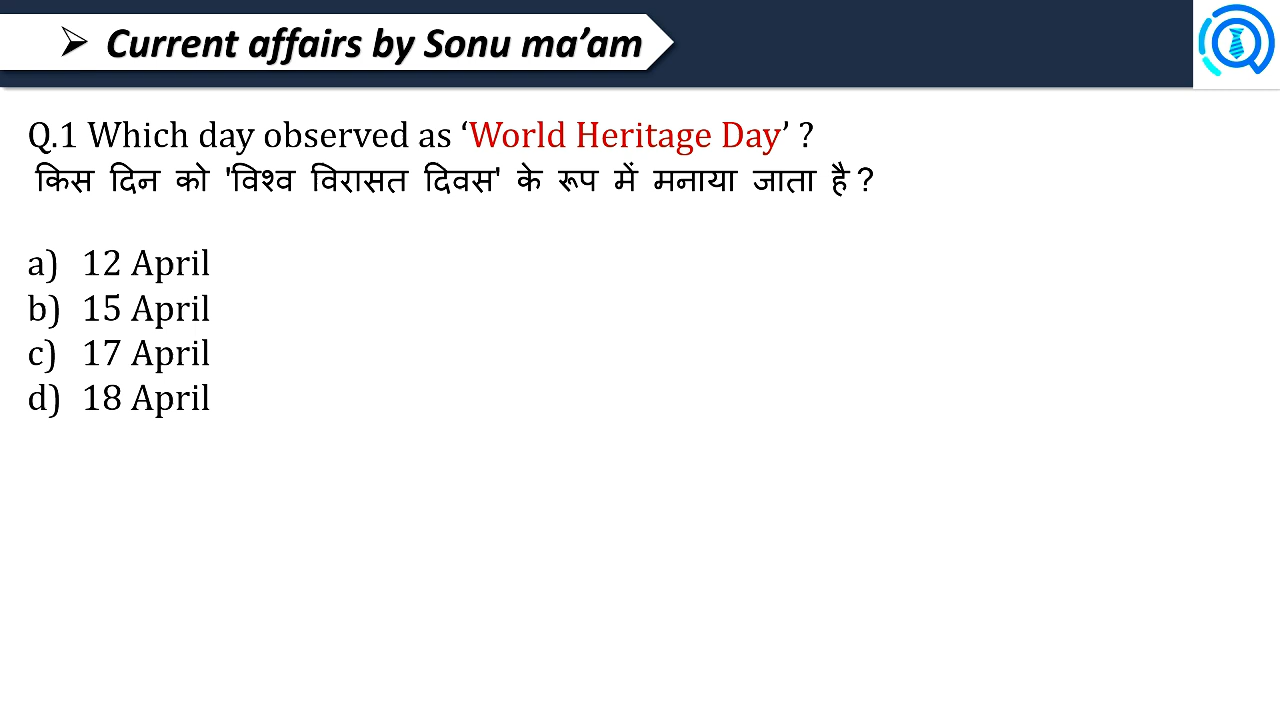 ➢ Current affairs by Sonu ma’am
Q.1 Which day observed as ‘World Heritage Day’ ?
किस दिन को 'विश्व विरासत दिवस' के रूप में मनाया जाता है ?
a) 12 April
b) 15 April
c) 17 April
d) 18 April